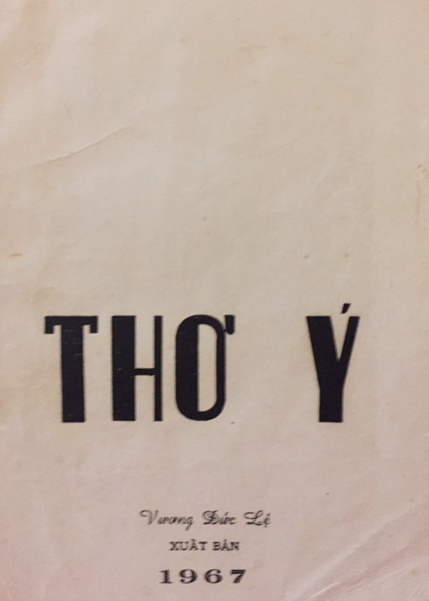 THƠ Ý
Vương Đức Lệ
XUẤT BẢN
1967